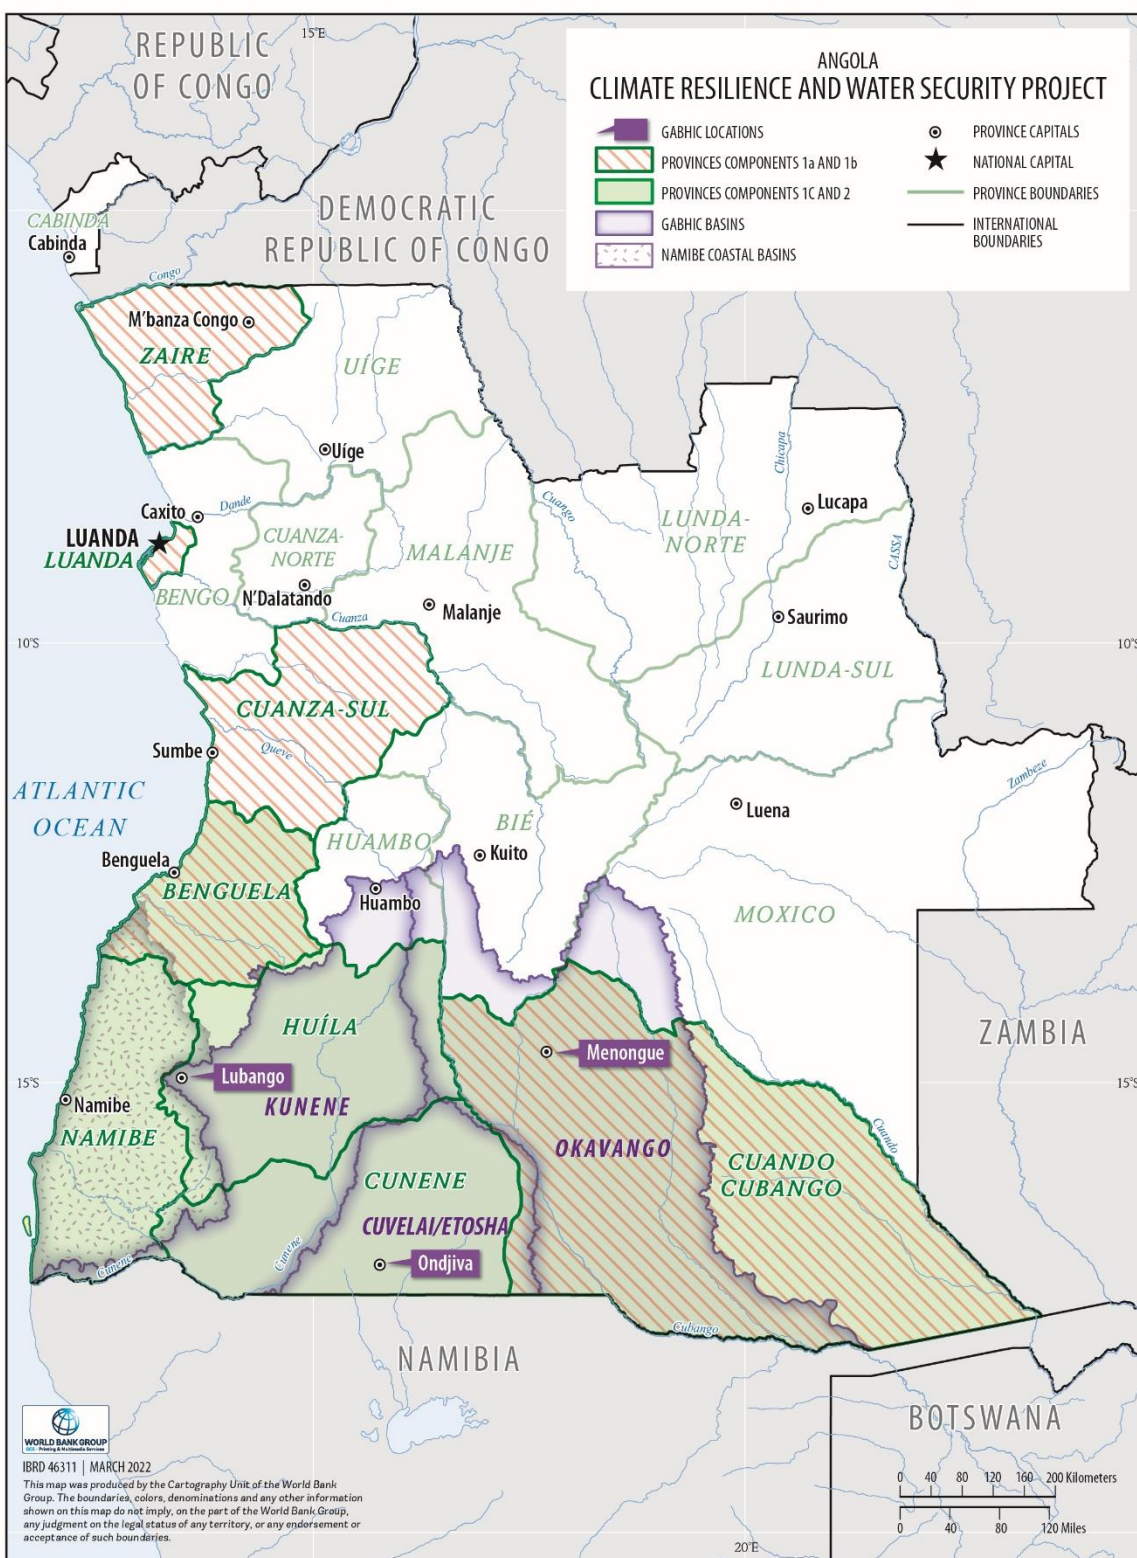 REPUBLIC
OF CONGO
15°E
ANGOLA
CLIMATE RESILIENCE AND WATER SECURITY PROJECT
GABHIC LOCATIONS
PROVINCES COMPONENTS 1a AND 1b
PROVINCES COMPONENTS 1C AND 2
GABHIC BASINS
NAMIBE COASTAL BASINS
PROVINCE CAPITALS
NATIONAL CAPITAL
PROVINCE BOUNDARIES
INTERNATIONAL
BOUNDARIES
DEMOCRATIC
REPUBLIC OF CONGO
CABINDA
Cabinda
Congo
M'banza Congo
ZAIRE
UÍGE
Uíge
Chicapa
Caxito
Dande
Cuango
Lucapa
LUNDA-
NORTE
LUANDA
LUANDA
CUANZA-
NORTE
MALANJE
CASSA
BENGO
N'Dalatando
Malanje
Cuanza
Saurimo
10°S
10°S
LUNDA-SUL
CUANZA-SUL
Sumbe
Queve
Zambeze
ATLANTIC
OCEAN
Luena
HUAMBO
BIÉ
Kuito
Benguela
BENGUELA
Huambo
MOXICO
HUÍLA
ZAMBIA
Menongue
Lubango
15°S
15°S
Namibe
KUNENE
Cuando
NAMIBE
OKAVANGO
CUANDO
CUBANGO
CUNENE
CUVELAI/ETOSHA
Cunene
Cunene
Ondjiva
Cubango
NAMIBIA
BOTSWANA
WORLD BANK GROUP
GCS - Printing & Multimedia Services
IBRD 46311 | MARCH 2022
This map was produced by the Cartography Unit of the World Bank
Group. The boundaries, colors, denominations and any other information
shown on this map do not imply, on the part of the World Bank Group,
any judgment on the legal status of any territory, or any endorsement or
acceptance of such boundaries.
0 40 80 120 160 200 Kilometers
0 40 80 120 Miles
20°E